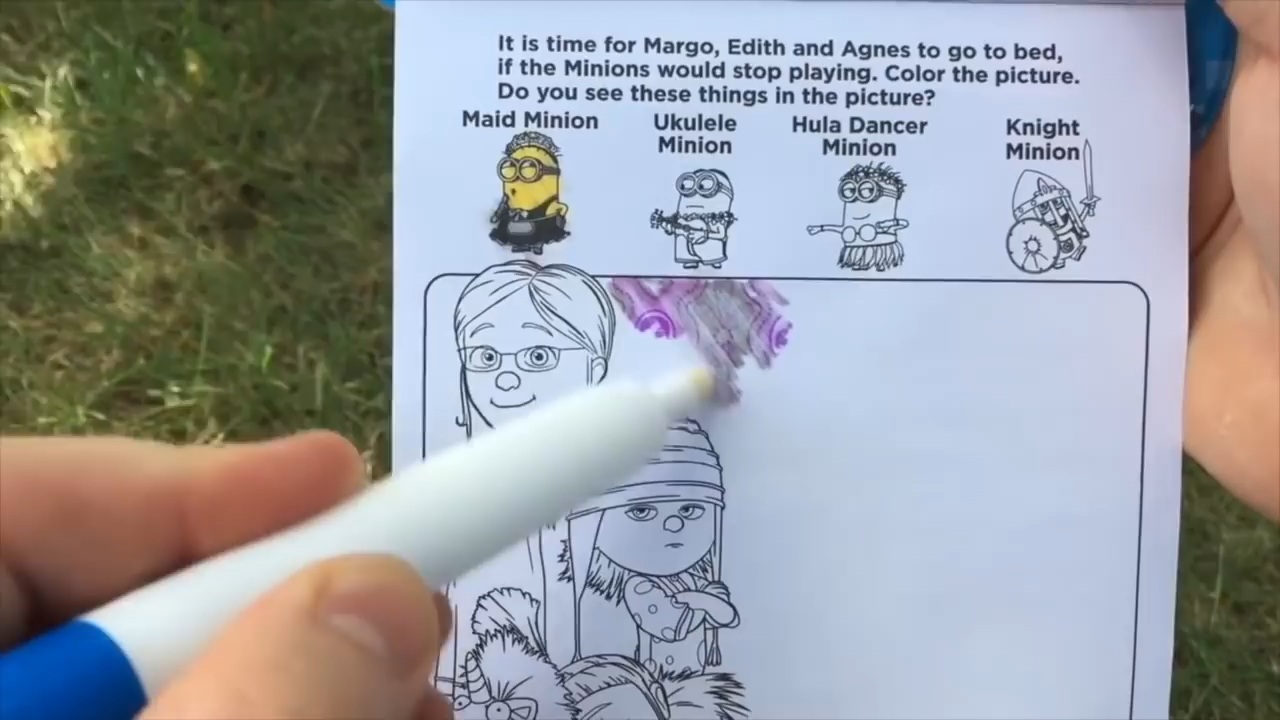 It is time for Margo, Edith and Agnes to go to bed,
if the Minions would stop playing. Color the picture.
Do you see these things in the picture?
Maid Minion
Ukulele
Minion
Hula Dancer
Minion
Knight
Minion